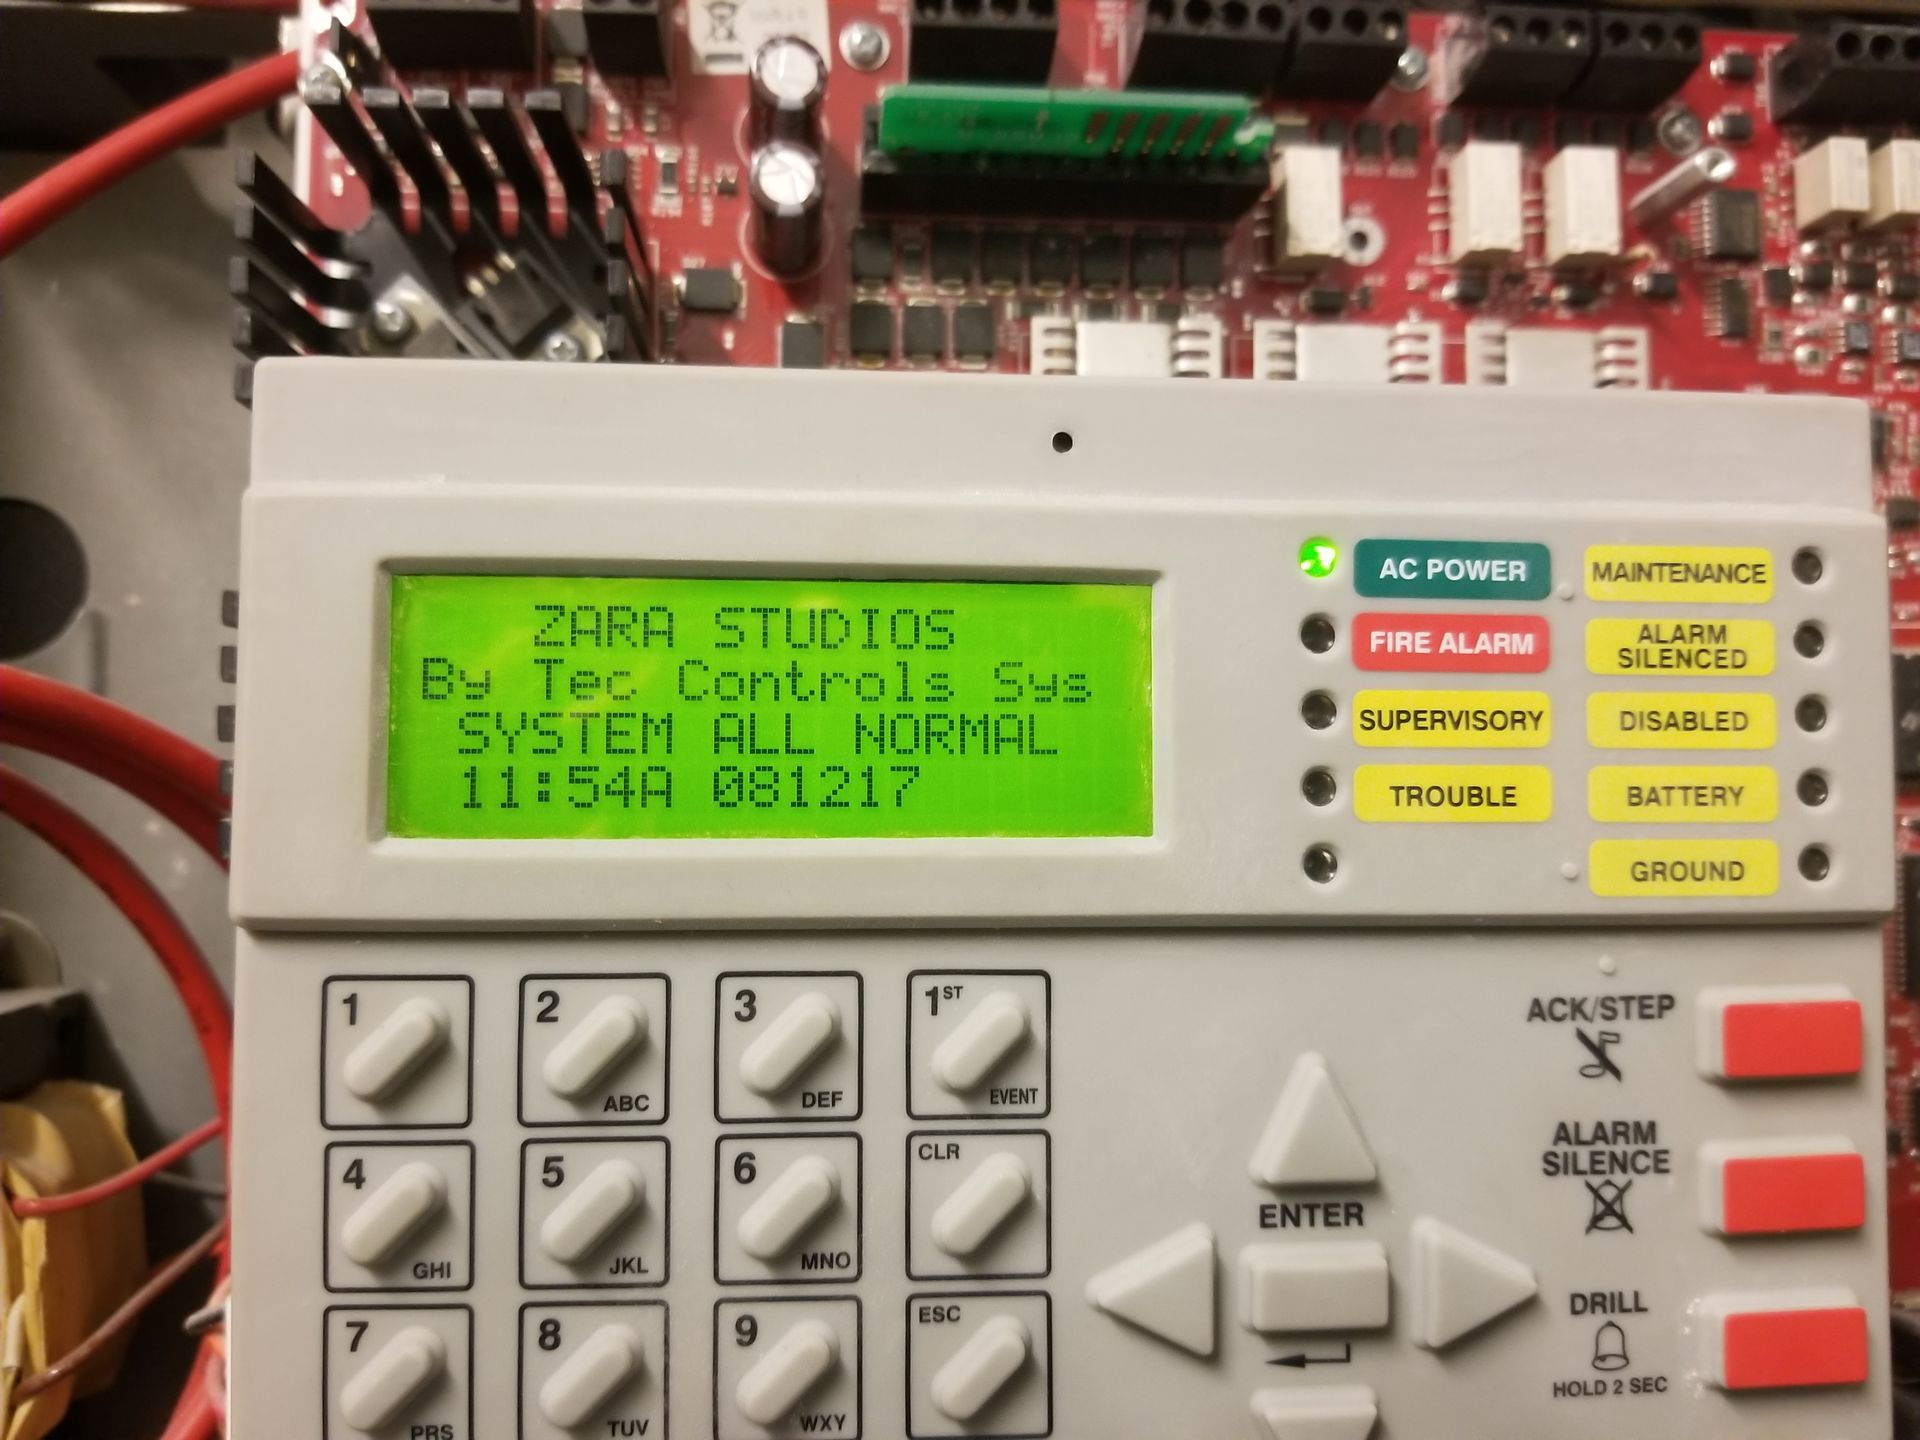 ZARA STUDIOS
By Tec Controls Sys
SYSTEM ALL NORMAL
11:54A 081217
AC POWER
FIRE ALARM
SUPERVISORY
TROUBLE
MAINTENANCE
ALARM
SILENCED
DISABLED
BATTERY
GROUND
1
2
ABC
3
DEF
1ST
EVENT
4
GHI
5
JKL
6
MNO
CLR
7
PRS
8
TUV
9
WXY
ESC
ENTER
ACK/STEP
ALARM
SILENCE
DRILL
HOLD 2 SEC